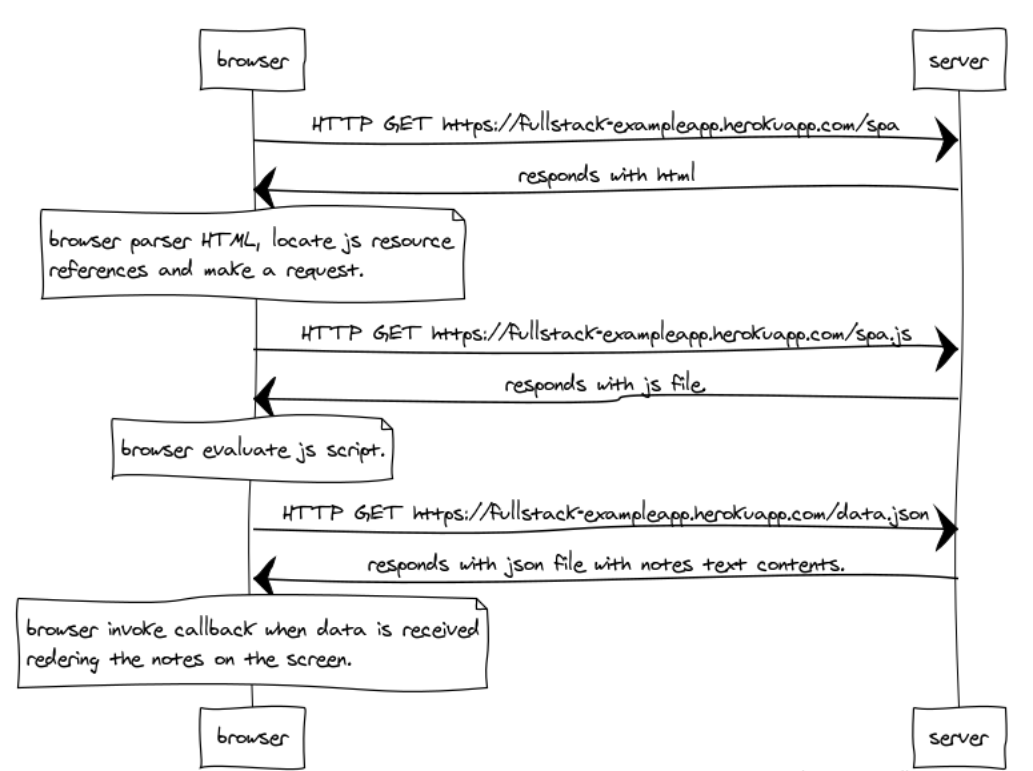 browser
server
HTTP GET https://fullstack-exampleapp.herokuapp.com/spa
responds with html
browser parser HTML, locate js resource
references and make a request.
HTTP GET https://fullstack-exampleapp.herokuapp.com/spa.js
responds with js file
browser evaluate js script.
HTTP GET https://fullstack-exampleapp.herokuapp.com/data.json
responds with json file with notes text contents.
browser invoke callback when data is received
redering the notes on the screen.
browser
server